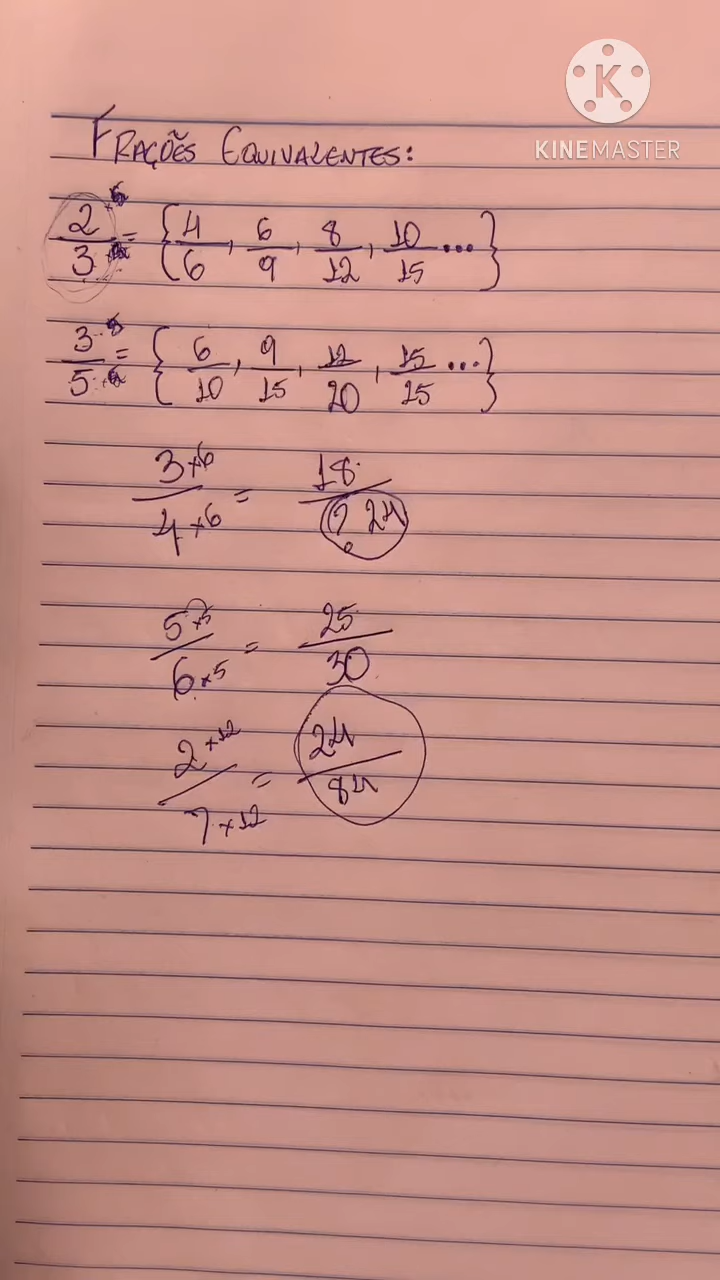 KINEMASTER
FRAÇÕES EQUIVALENTES:
2/3 = {4/6, 6/9, 8/12, 10/15 ...}
3/5 = {6/10, 9/15, 12/20, 15/25 ...}
3×6/4×6 = 18/? 24
5×5/6×5 = 25/30
2×12/7×12 = 24/84